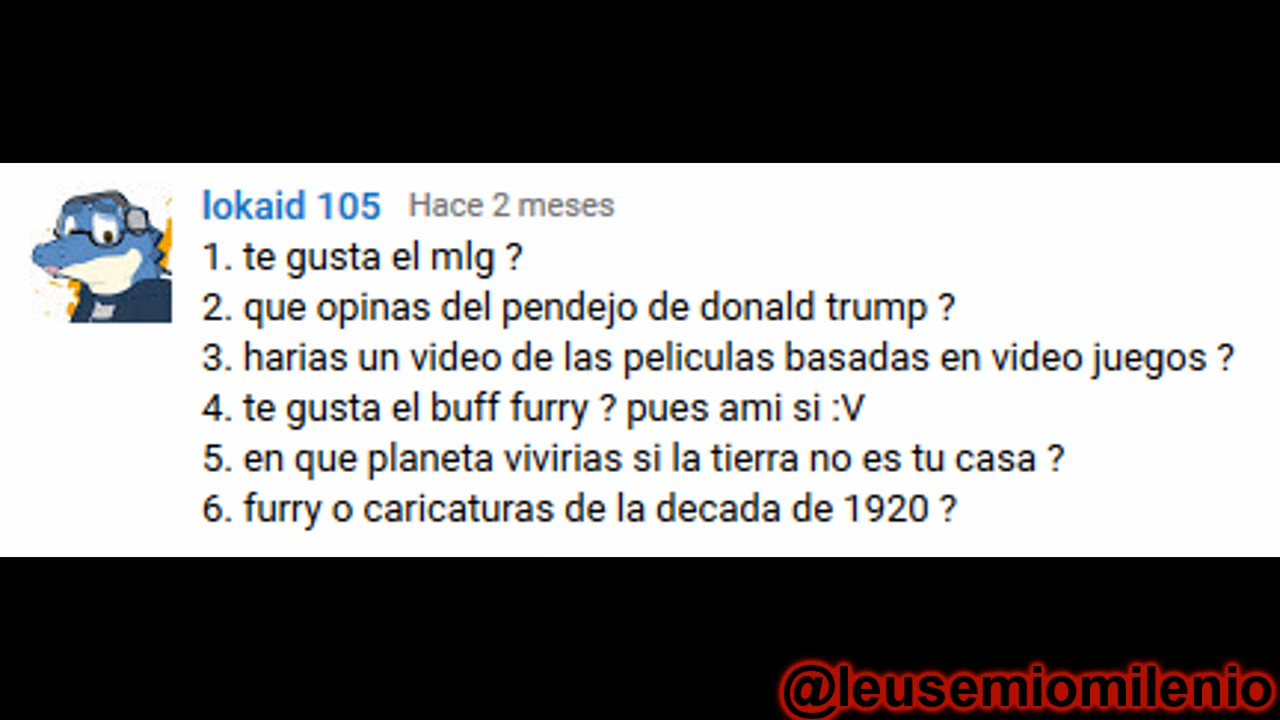 lokaid 105 Hace 2 meses
1. te gusta el mlg ?
2. que opinas del pendejo de donald trump ?
3. harias un video de las peliculas basadas en video juegos ?
4. te gusta el buff furry ? pues ami si :V
5. en que planeta vivirias si la tierra no es tu casa ?
6. furry o caricaturas de la decada de 1920 ?
@leusemiomilenio